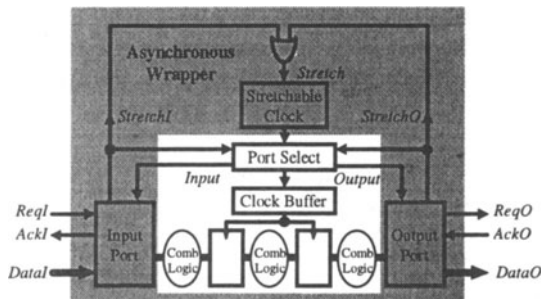 Asynchronous
Wrapper
Stretch
Stretchable
Clock
StretchI
StretchO
Port Select
Input
Output
Clock Buffer
ReqI
AckI
DataI
Input
Port
Comb
Logic
Comb
Logic
Comb
Logic
Output
Port
ReqO
AckO
DataO